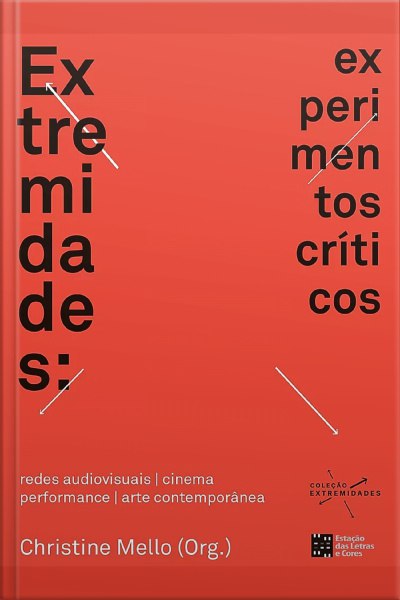 Ex
tre
mi
da
de
s:
ex
peri
men
tos
críti
cos
redes audiovisuais | cinema
performance | arte contemporânea
Christine Mello (Org.)
COLEÇÃO
EXTREMIDADES
Estação
das Letras
e Cores